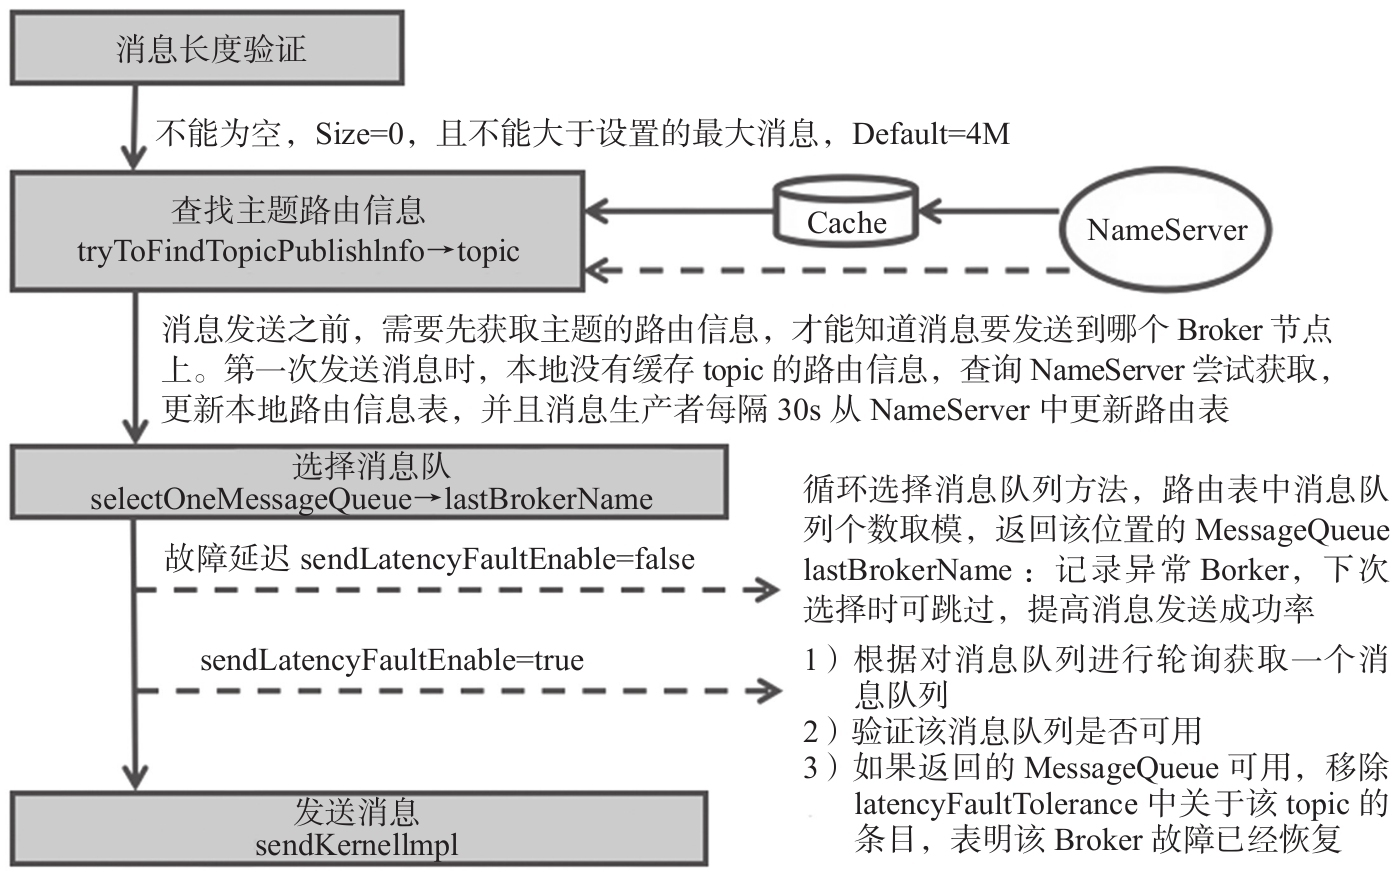 消息长度验证
不能为空，Size=0，且不能大于设置的最大消息，Default=4M
查找主题路由信息
tryToFindTopicPublishlnfo→topic
Cache
NameServer
消息发送之前，需要先获取主题的路由信息，才能知道消息要发送到哪个 Broker 节点
上。第一次发送消息时，本地没有缓存 topic 的路由信息，查询 NameServer 尝试获取，
更新本地路由信息表，并且消息生产者每隔 30s 从 NameServer 中更新路由表
选择消息队
selectOneMessageQueue→lastBrokerName
故障延迟 sendLatencyFaultEnable=false
循环选择消息队列方法，路由表中消息队
列个数取模，返回该位置的 MessageQueue
lastBrokerName：记录异常 Borker，下次
选择时可跳过，提高消息发送成功率
sendLatencyFaultEnable=true
1）根据对消息队列进行轮询获取一个消
息队列
2）验证该消息队列是否可用
3）如果返回的 MessageQueue 可用，移除
latencyFaultTolerance 中关于该 topic 的
条目，表明该 Broker 故障已经恢复
发送消息
sendKernellmpl